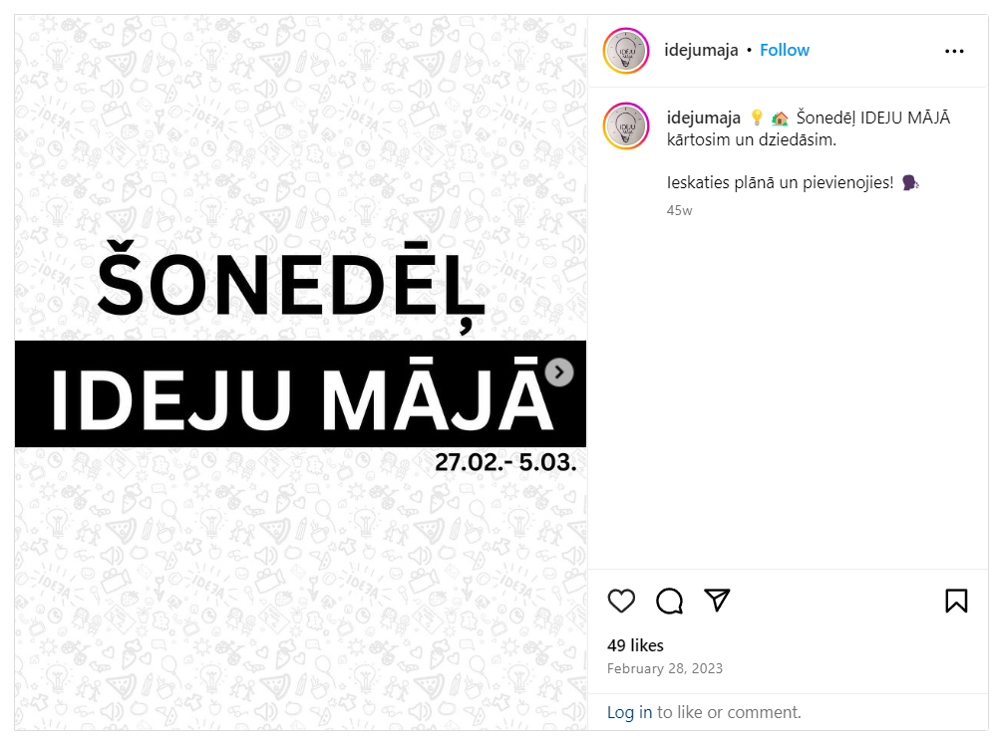 ŠONEDĒĻ
IDEJU MĀJĀ
27.02.- 5.03.
idejumaja • Follow
idejumaja 💡 🏠 Šonedēļ IDEJU MĀJĀ
kārtosim un dziedāsim.
Ieskaties plānā un pievienojies! 🗣
45w
49 likes
February 28, 2023
Log in to like or comment.